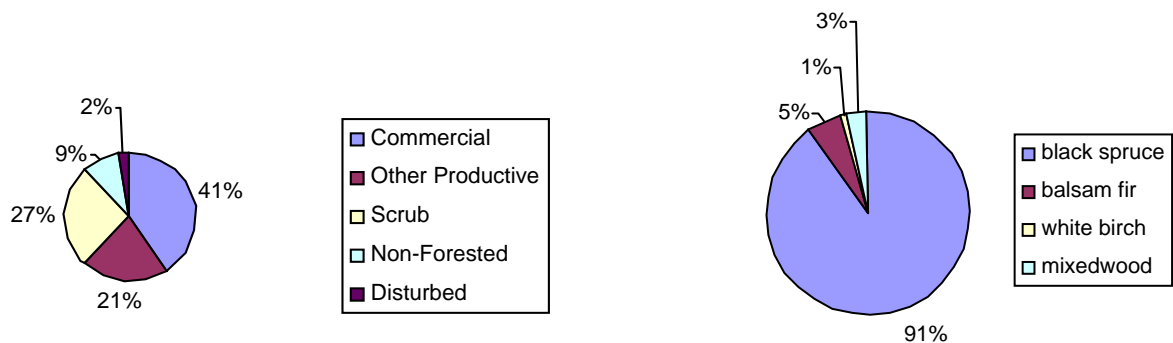 2%
9%
27%
21%
41%
Commercial
Other Productive
Scrub
Non-Forested
Disturbed
3%
1%
5%
91%
black spruce
balsam fir
white birch
mixedwood